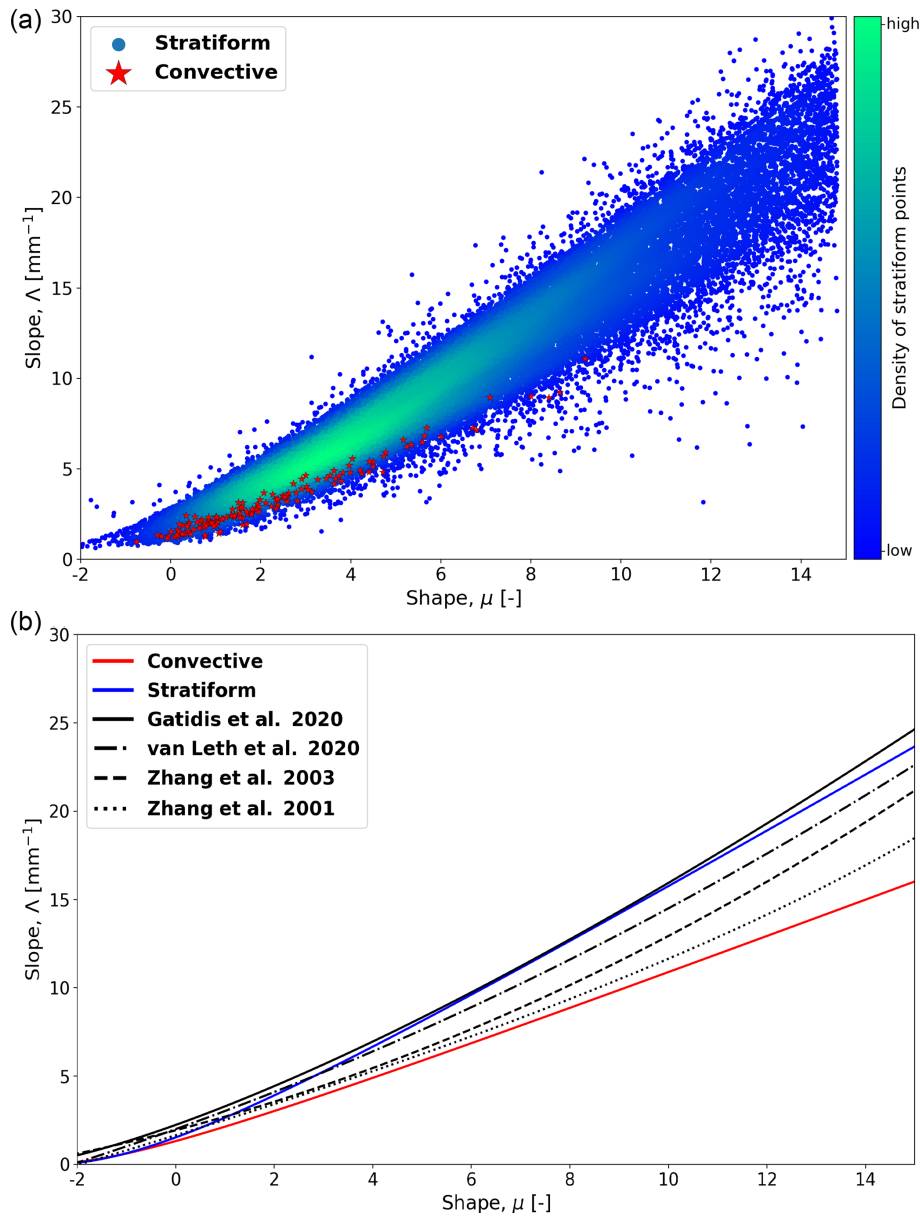 (a)
30
25
20
15
10
5
0
Slope, Λ [mm⁻¹]
Stratiform
Convective
-2 0 2 4 6 8 10 12 14
Shape, μ [-]
high
low
Density of stratiform points
(b)
30
25
20
15
10
5
0
Slope, Λ [mm⁻¹]
Convective
Stratiform
Gatidis et al. 2020
van Leth et al. 2020
Zhang et al. 2003
Zhang et al. 2001
-2 0 2 4 6 8 10 12 14
Shape, μ [-]